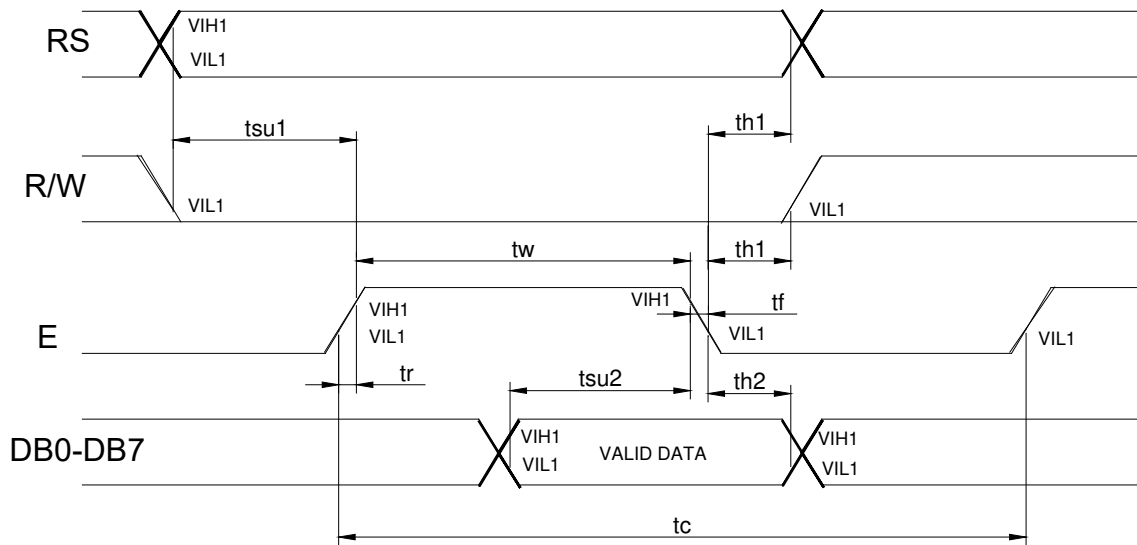 RS
VIH1
VIL1
tsu1
th1
R/W
VIL1
VIL1
tw
th1
E
VIH1
VIL1
VIH1
tf
VIL1
VIL1
tr
tsu2
th2
DB0-DB7
VIH1
VIL1
VALID DATA
VIH1
VIL1
tc